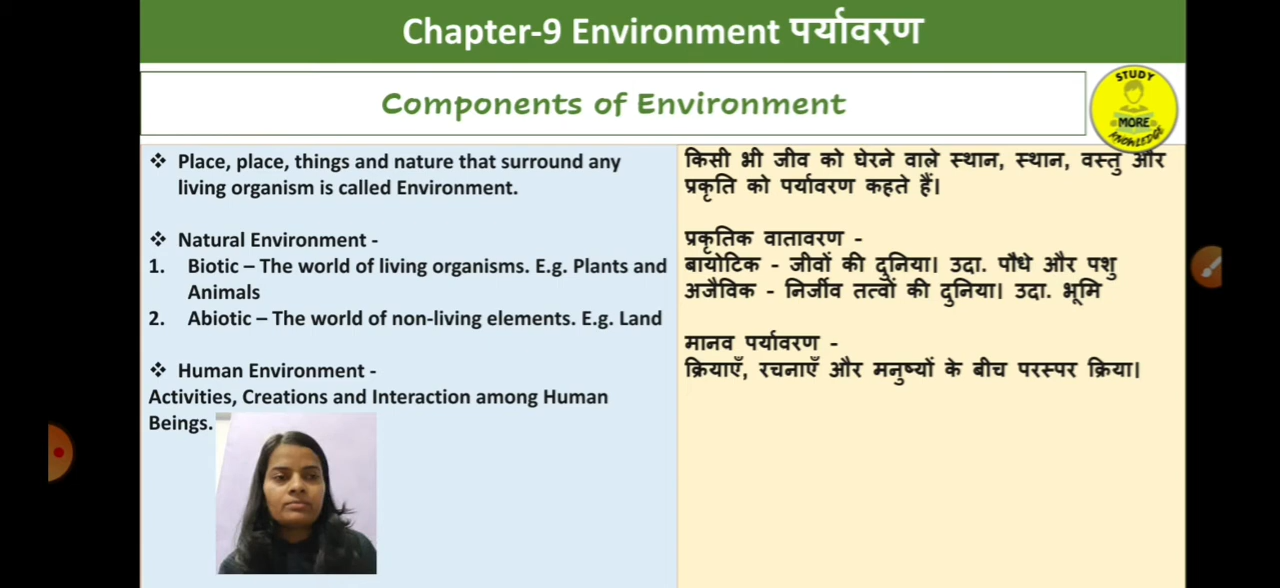 Chapter-9 Environment पर्यावरण
Components of Environment
STUDY
MORE
KNOWLEDGE
❖ Place, place, things and nature that surround any
living organism is called Environment.
❖ Natural Environment -
1. Biotic – The world of living organisms. E.g. Plants and
Animals
2. Abiotic – The world of non-living elements. E.g. Land
❖ Human Environment -
Activities, Creations and Interaction among Human
Beings.
किसी भी जीव को घेरने वाले स्थान, स्थान, वस्तु और
प्रकृति को पर्यावरण कहते हैं।
प्रकृतिक वातावरण -
बायोटिक - जीवों की दुनिया। उदा. पौधे और पशु
अजैविक - निर्जीव तत्वों की दुनिया। उदा. भूमि
मानव पर्यावरण -
क्रियाएँ, रचनाएँ और मनुष्यों के बीच परस्पर क्रिया।